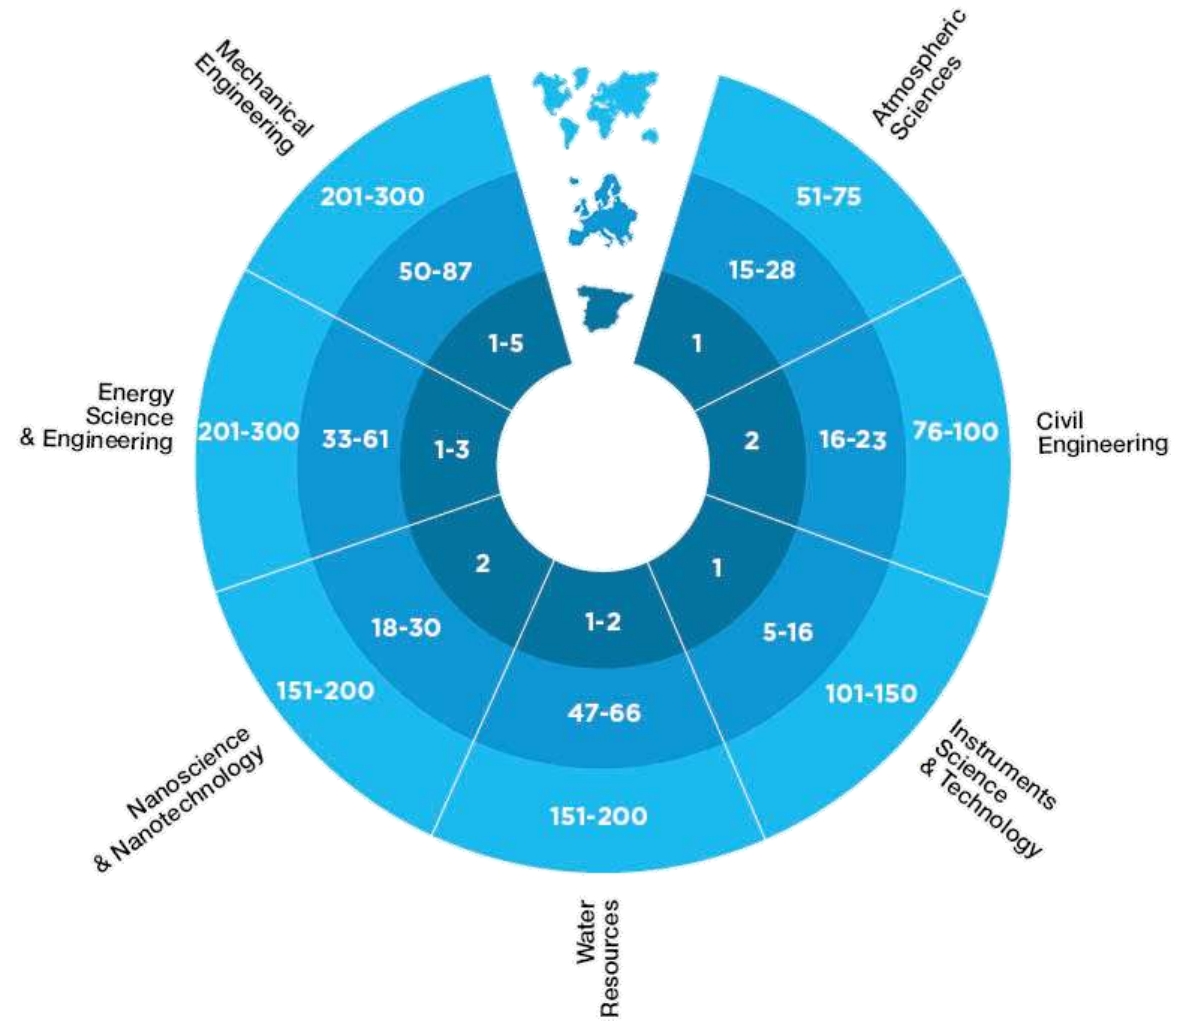 Atmospheric
Sciences
51-75
15-28
1
Civil
Engineering
76-100
16-23
2
Instruments
Science
& Technology
101-150
5-16
1
Water
Resources
151-200
47-66
1-2
Nanoscience
& Nanotechnology
151-200
18-30
2
Energy
Science
& Engineering
201-300
33-61
1-3
Mechanical
Engineering
201-300
50-87
1-5